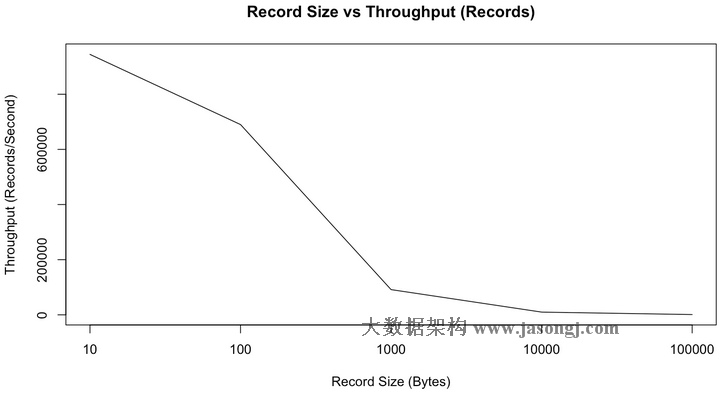 Record Size vs Throughput (Records)
Throughput (Records/Second)
600000
200000
0
10 100 1000 10000 100000
大数据架构 www.jasongj.com
Record Size (Bytes)